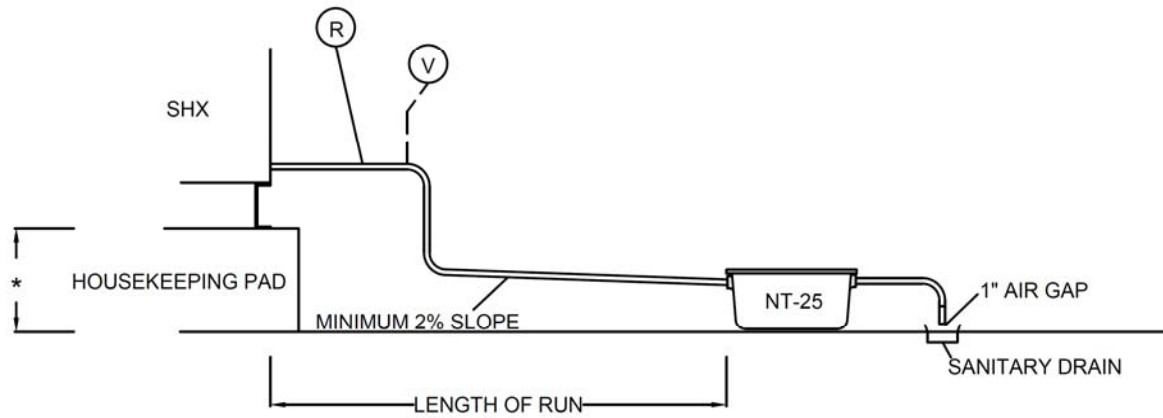 R
V
SHX
*
HOUSEKEEPING PAD
MINIMUM 2% SLOPE
NT-25
1" AIR GAP
SANITARY DRAIN
LENGTH OF RUN